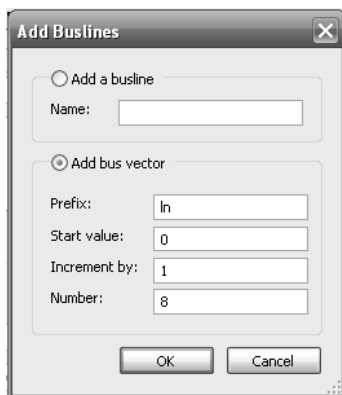 Add Buslines
Add a busline
Name:
Add bus vector
Prefix: ln
Start value: 0
Increment by: 1
Number: 8
OK Cancel